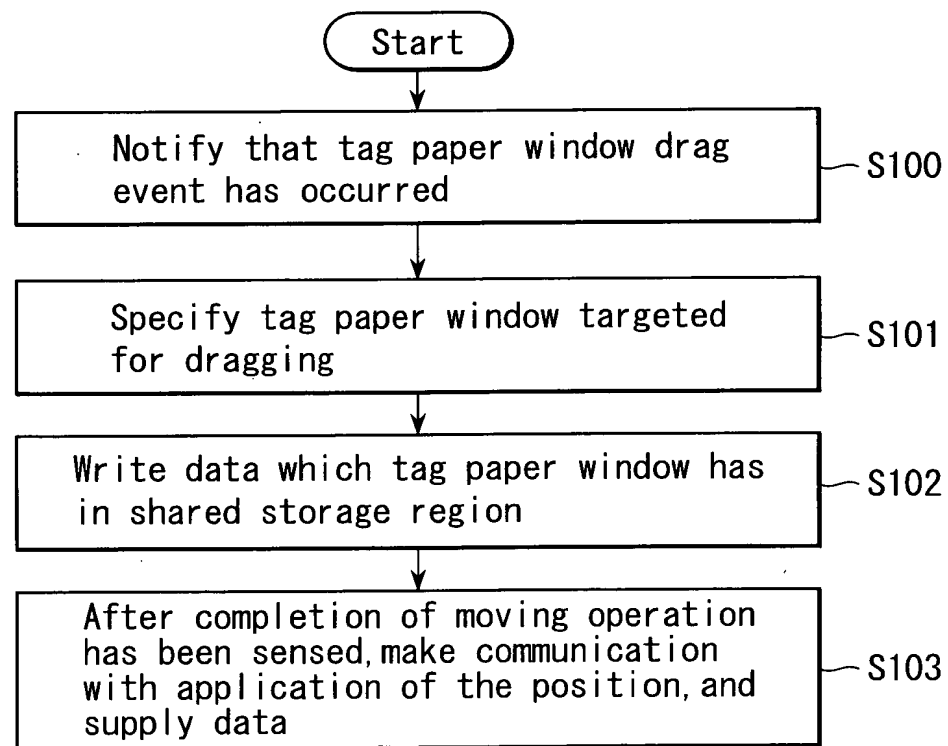 Start
Notify that tag paper window drag
event has occurred
S100
Specify tag paper window targeted
for dragging
S101
Write data which tag paper window has
in shared storage region
S102
After completion of moving operation
has been sensed, make communication
with application of the position, and
supply data
S103